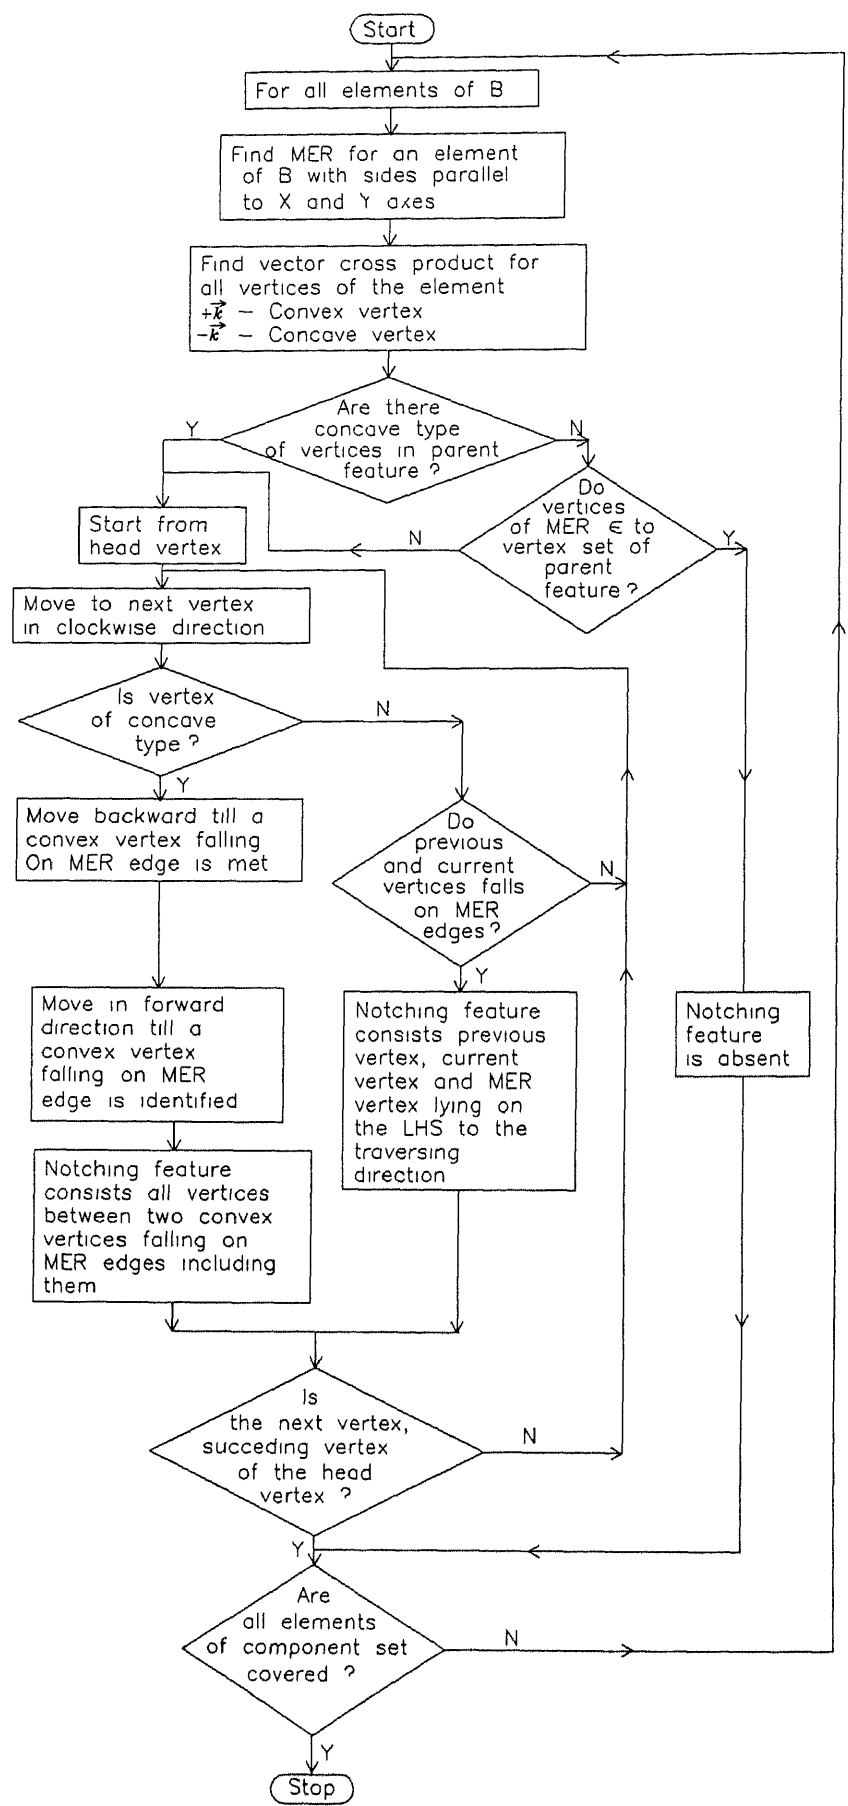 Start
For all elements of B
Find MER for an element
of B with sides parallel
to X and Y axes
Find vector cross product for
all vertices of the element
+k⃗ – Convex vertex
–k⃗ – Concave vertex
Are there
concave type
of vertices in parent
feature ?
Y
N
Do
vertices
of MER ∈ to
vertex set of
parent
feature ?
N
Y
Start from
head vertex
Move to next vertex
in clockwise direction
Is vertex
of concave
type ?
N
Y
Move backward till a
convex vertex falling
On MER edge is met
Do
previous
and current
vertices falls
on MER
edges ?
N
Y
Move in forward
direction till a
convex vertex
falling on MER
edge is identified
Notching feature
consists previous
vertex, current
vertex and MER
vertex lying on
the LHS to the
traversing
direction
Notching
feature
is absent
Notching feature
consists all vertices
between two convex
vertices falling on
MER edges including
them
Is
the next vertex,
succeding vertex
of the head
vertex ?
N
Y
Are
all elements
of component set
covered ?
N
Y
Stop